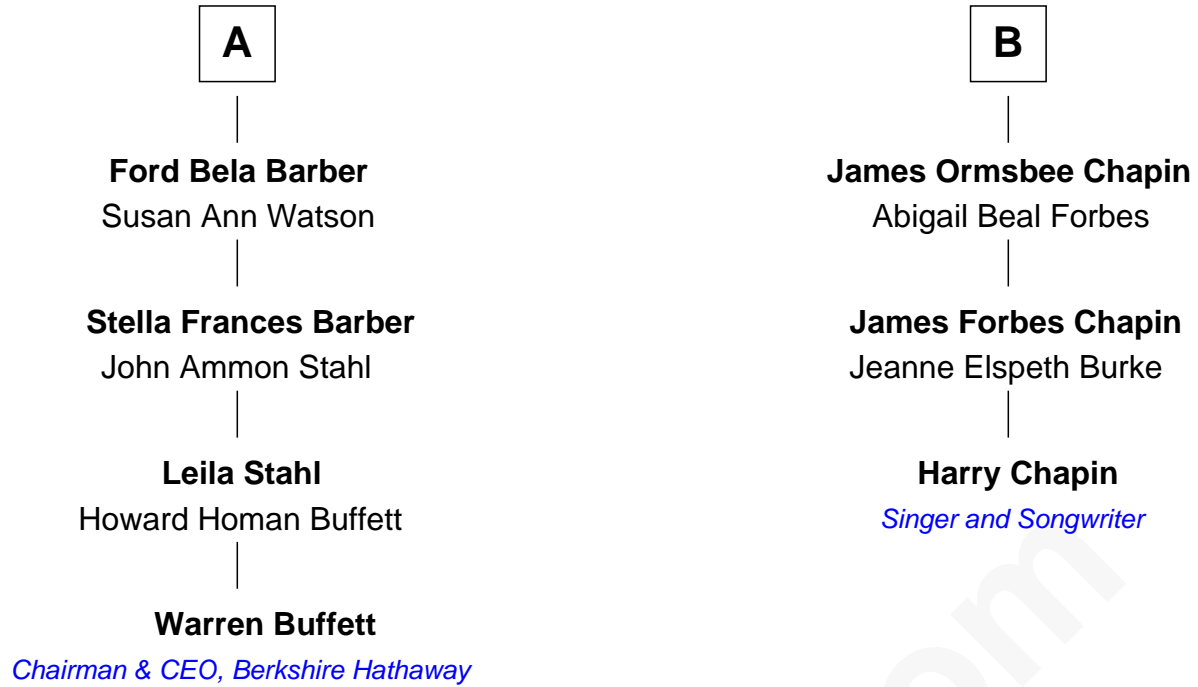 A
Ford Bela Barber
Susan Ann Watson
Stella Frances Barber
John Ammon Stahl
Leila Stahl
Howard Homan Buffett
Warren Buffett
Chairman & CEO, Berkshire Hathaway
B
James Ormsbee Chapin
Abigail Beal Forbes
James Forbes Chapin
Jeanne Elspeth Burke
Harry Chapin
Singer and Songwriter
om